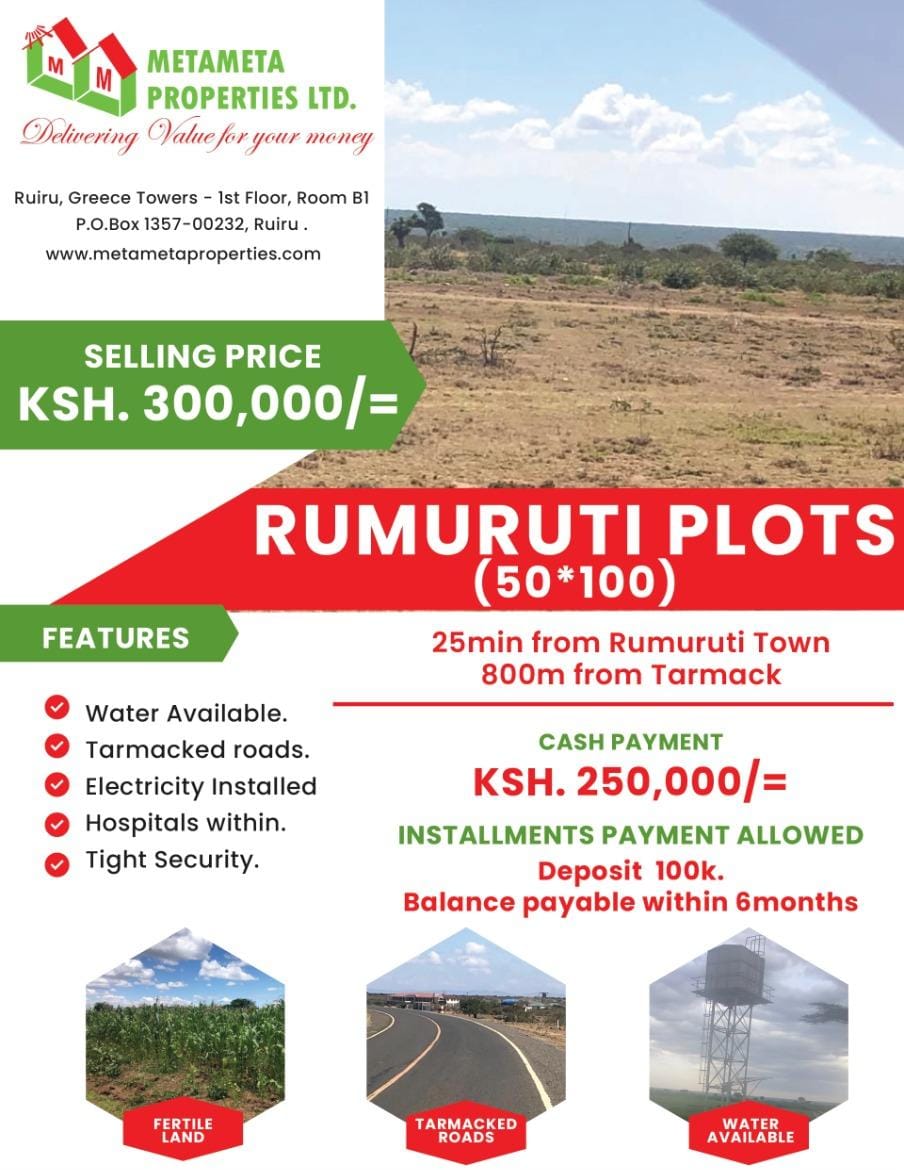 M M
METAMETA
PROPERTIES LTD.
Delivering Value for your money
Ruiru, Greece Towers - 1st Floor, Room B1
P.O.Box 1357-00232, Ruiru .
www.metametaproperties.com
SELLING PRICE
KSH. 300,000/=
RUMURUTI PLOTS
(50*100)
FEATURES
Water Available.
Tarmacked roads.
Electricity Installed
Hospitals within.
Tight Security.
25min from Rumuruti Town
800m from Tarmack
CASH PAYMENT
KSH. 250,000/=
INSTALLMENTS PAYMENT ALLOWED
Deposit 100k.
Balance payable within 6months
FERTILE
LAND
TARMACKED
ROADS
WATER
AVAILABLE